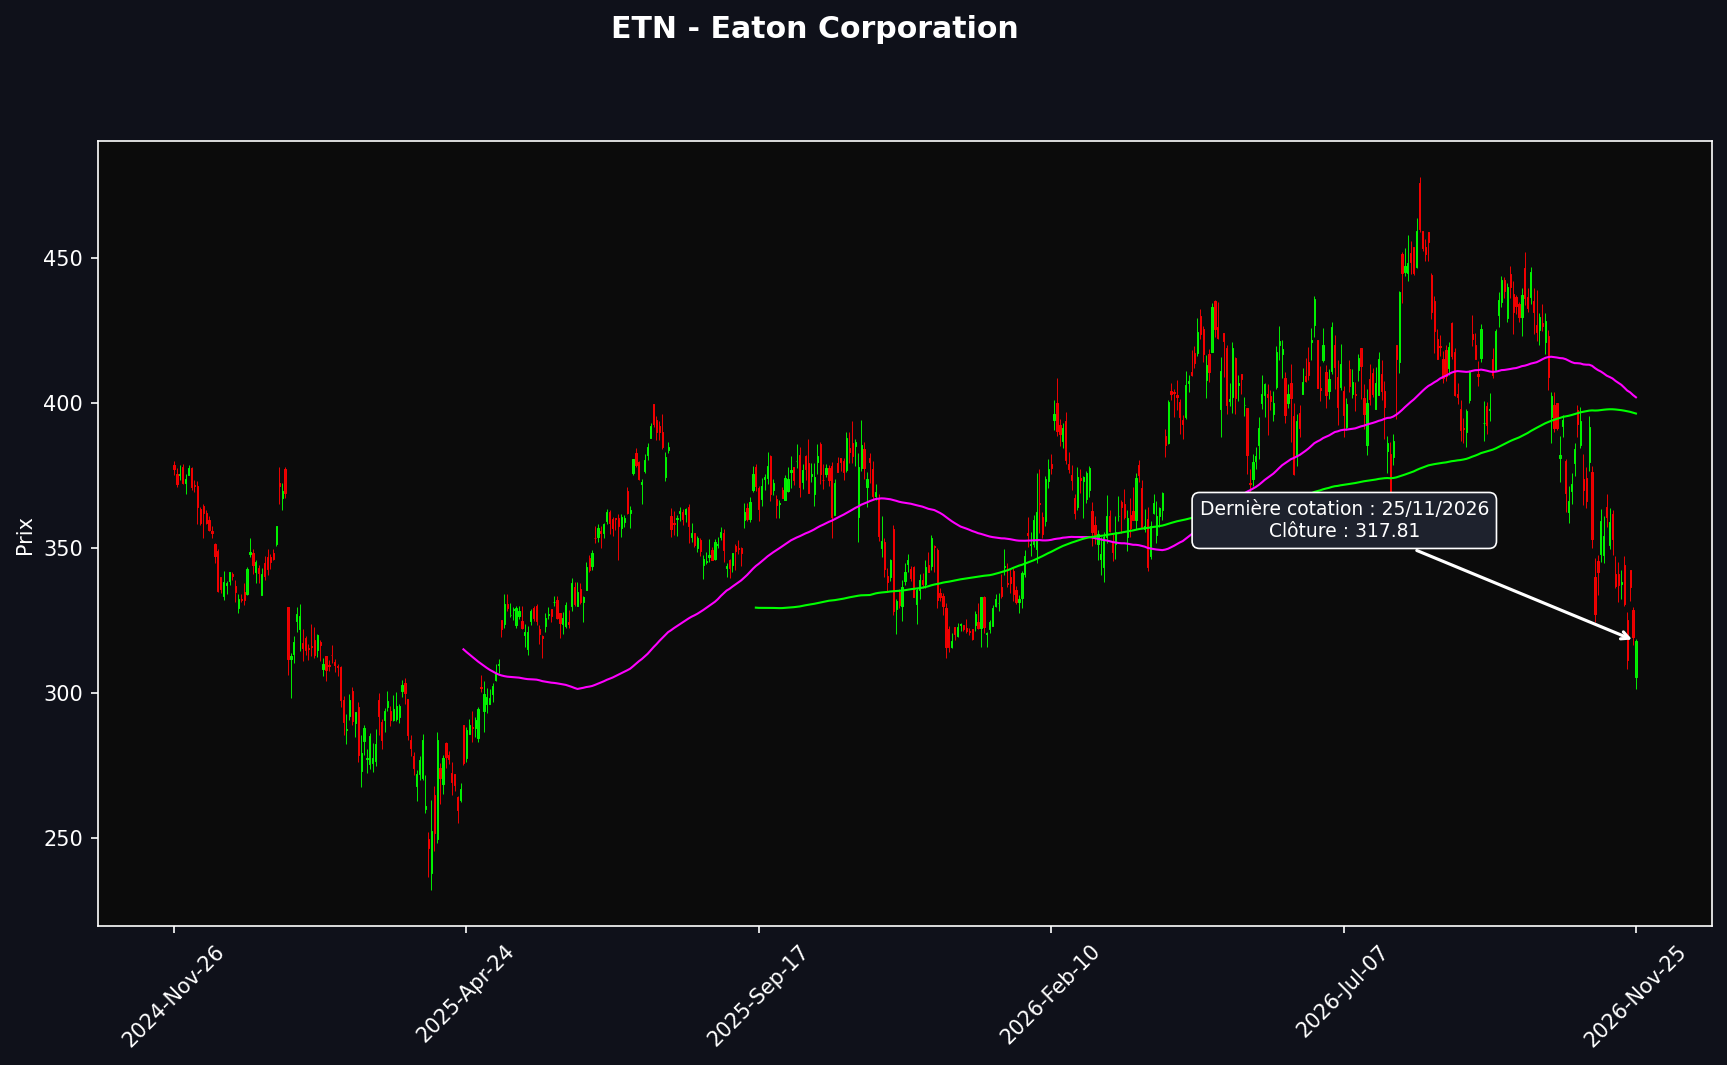 ETN - Eaton Corporation
Prix
450
400
350
300
250
Dernière cotation : 25/11/2026
Clôture : 317.81
2024-Nov-26
2025-Apr-24
2025-Sep-17
2026-Feb-10
2026-Jul-07
2026-Nov-25